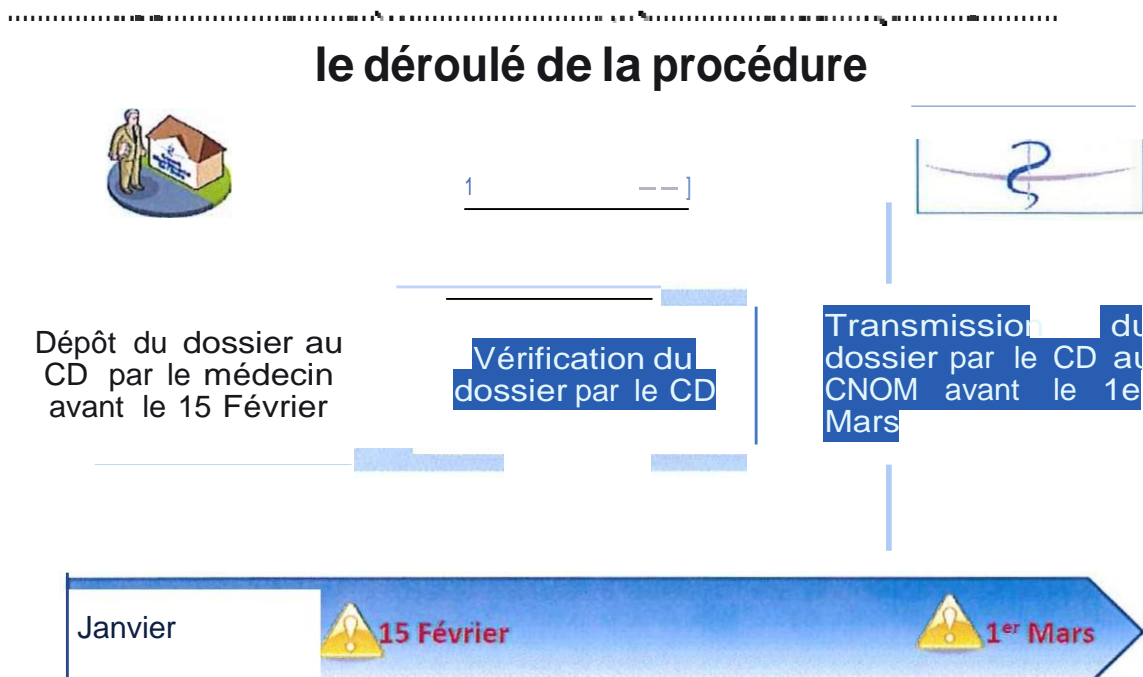 le déroulé de la procédure
1 — — ]
Dépôt du dossier au
CD par le médecin
avant le 15 Février
Vérification du
dossier par le CD
Transmission du
dossier par le CD au
CNOM avant le 1e
Mars
Janvier
15 Février
1er Mars